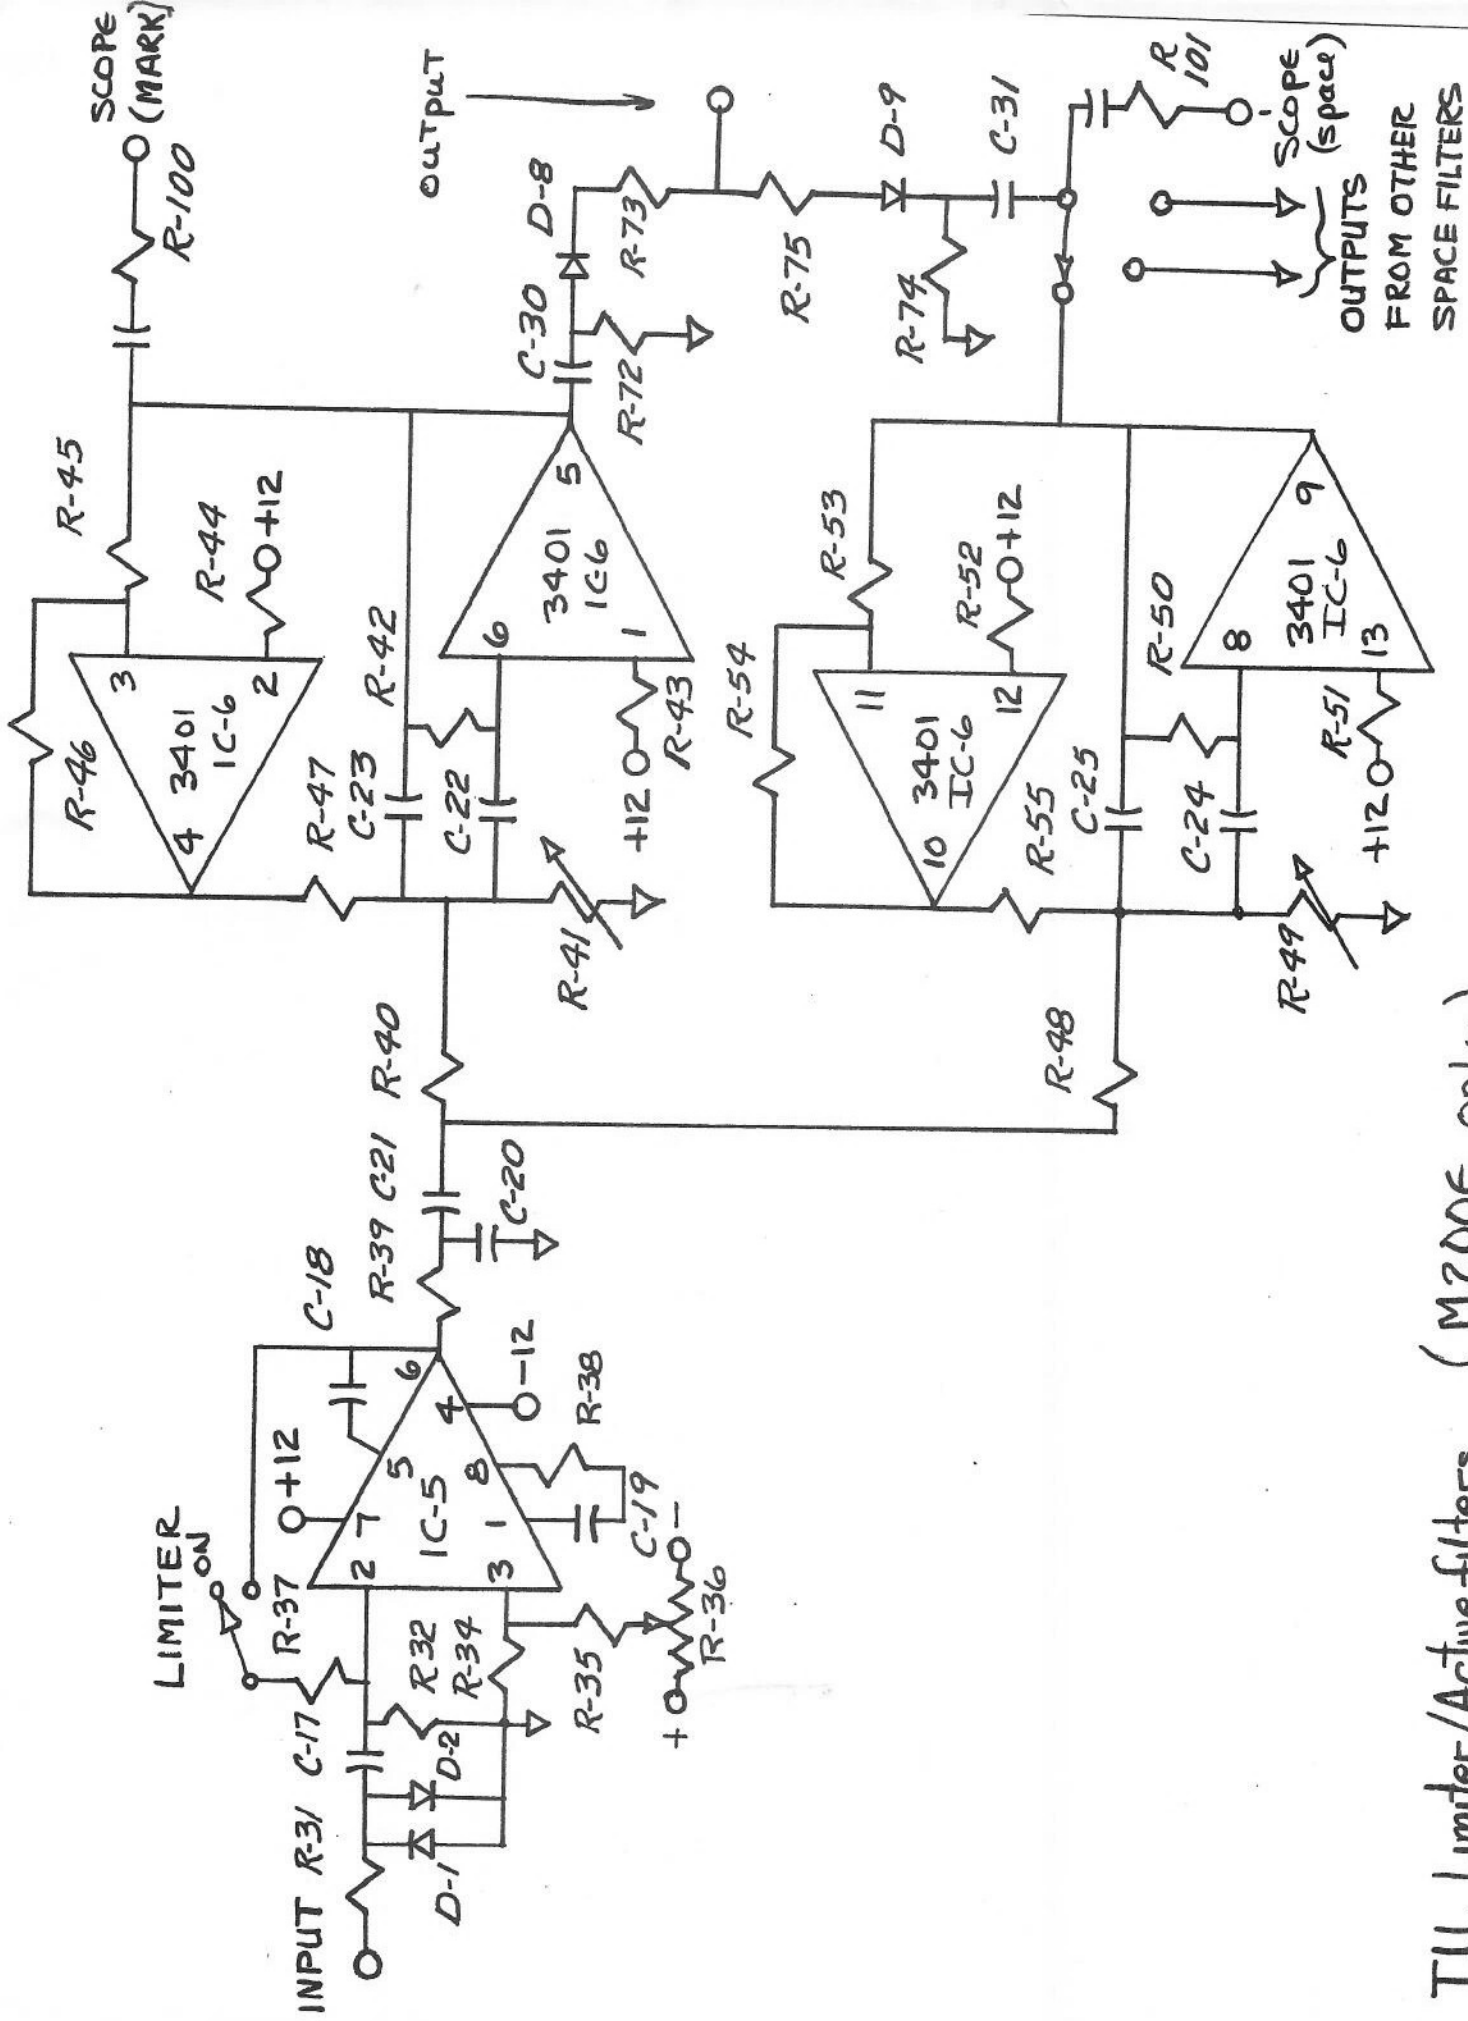 SCOPE
(MARK)
R-100
R-45
R-46
3
2
4
3401
IC-6
R-44
+12
R-47
C-23
R-42
C-22
6
1
5
3401
IC-6
+12
R-43
R-41
C-30
R-72
D-8
R-73
OUTPUT
R-75
D-9
R-74
C-31
R
101
SCOPE
(space)
OUTPUTS
FROM OTHER
SPACE FILTERS
R-53
R-54
11
12
10
3401
IC-6
R-52
+12
R-55
C-25
R-50
C-24
8
13
9
3401
IC-6
R-51
+12
R-49
R-48
R-40
C-21
R-39
C-20
C-18
LIMITER
ON
R-37
+12
7
2
3
5
6
4
8
1
IC-5
-12
R-38
C-19
R-36
+
-
R-35
R-34
R32
C-17
R-31
INPUT
D-1
D-2
Limiter/Active filters